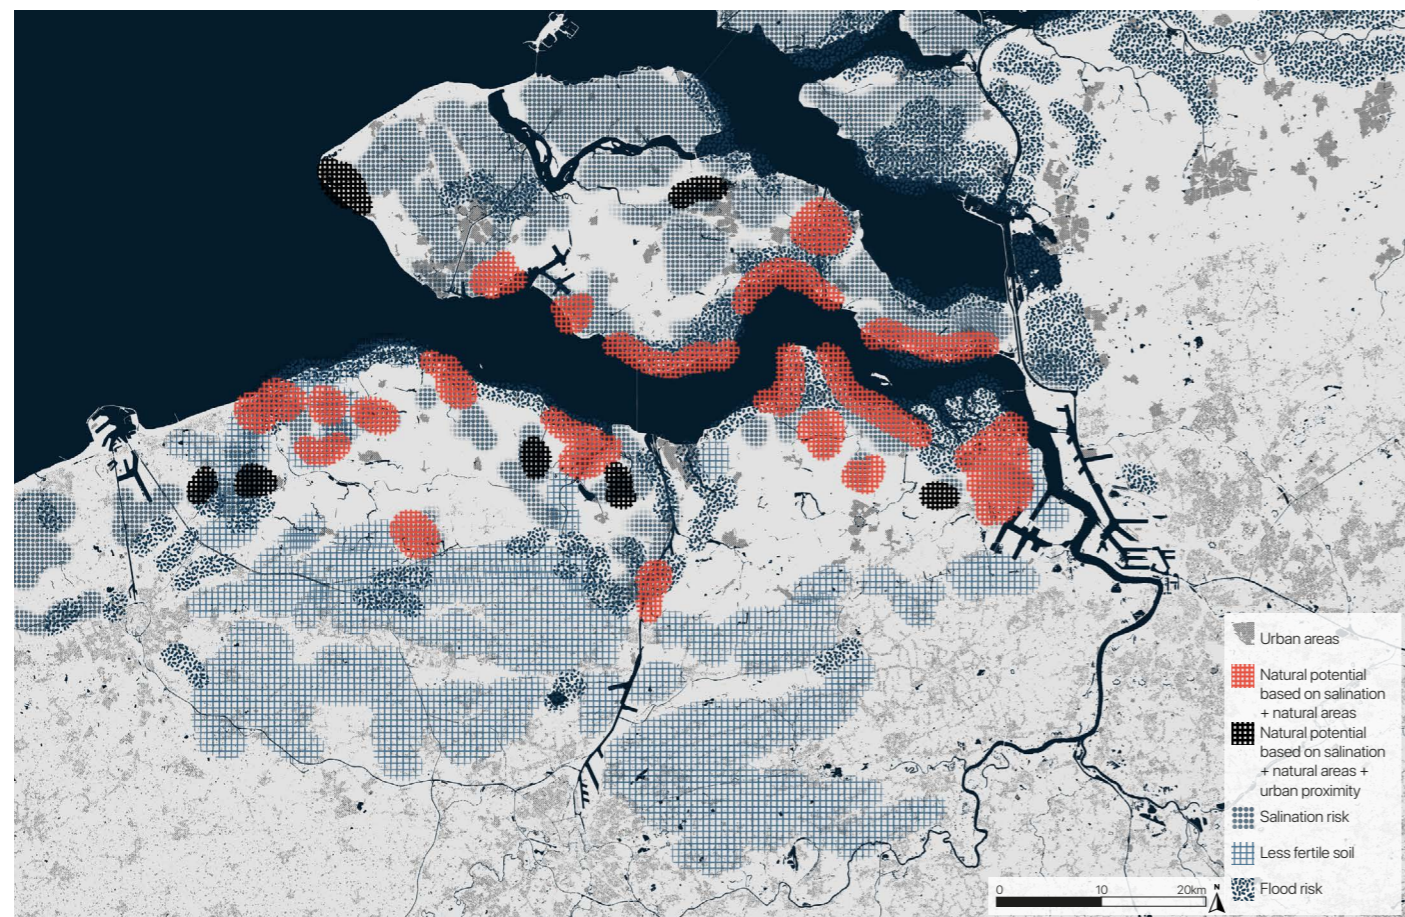 Urban areas
Natural potential
based on salination
+ natural areas
Natural potential
based on salination
+ natural areas +
urban proximity
Salination risk
Less fertile soil
Flood risk
0 10 20km N